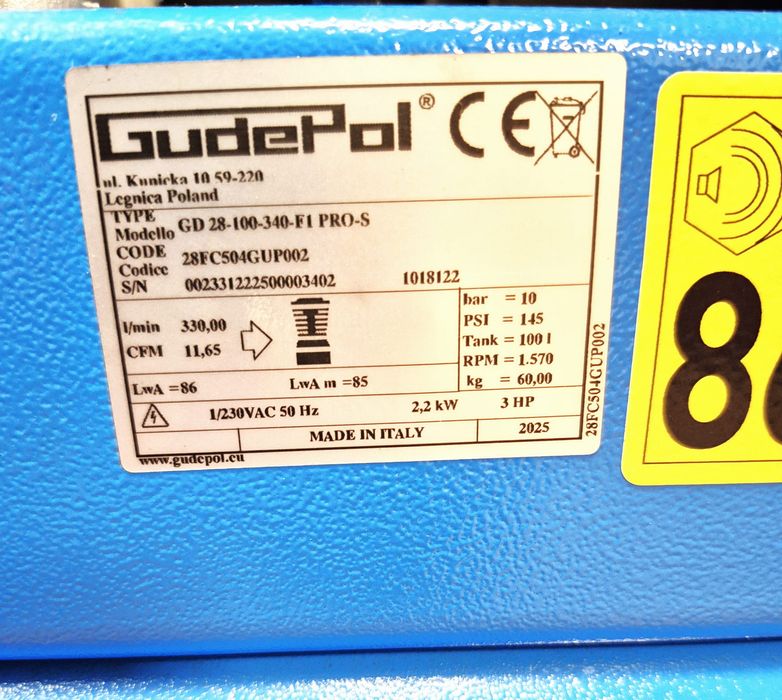 GudePol® CE
ul. Kunicka 10 59-220
Legnica Poland
TYPE
Modello GD 28-100-340-F1 PRO-S
CODE
Codice 28FC504GUP002
S/N 002331222500003402 1018122
l/min 330,00
CFM 11,65
bar = 10
PSI = 145
Tank = 100 l
RPM = 1.570
kg = 60,00
LwA =86 LwA m =85
1/230VAC 50 Hz 2,2 kW 3 HP
MADE IN ITALY 2025
www.gudepol.eu
28FC504GUP002